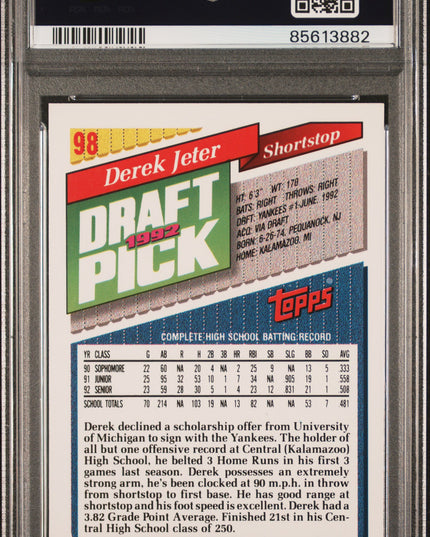 85613882
98
Derek Jeter
Shortstop
DRAFT
1992
PICK
HT: 6'3" WT: 178
BATS: RIGHT THROWS: RIGHT
DRFT: YANKEES #1-JUNE, 1992
ACQ: VIA DRAFT
BORN: 6-26-74, PEQUANOCK, NJ
HOME: KALAMAZOO, MI
TOPPS
COMPLETE HIGH SCHOOL BATTING RECORD
YR CLASS G AB R H 2B 3B HR RBI SB SLG BB SO AVG
90 SOPHOMORE 22 60 NA 20 4 NA 2 25 9 NA 13 5 .333
91 JUNIOR 25 95 32 53 10 1 7 34 NA .905 19 1 .558
92 SENIOR 23 59 28 30 5 1 4 23 12 .831 21 1 .508
SCHOOL TOTALS 70 214 NA 103 19 NA 13 82 NA NA 53 7 .481
Derek declined a scholarship offer from University
of Michigan to sign with the Yankees. The holder of
all but one offensive record at Central (Kalamazoo)
High School, he belted 3 Home Runs in his first 3
games last season. Derek possesses an extremely
strong arm, he's been clocked at 90 m.p.h. in throw
from shortstop to first base. He has good range at
shortstop and his foot speed is excellent. Derek had a
3.82 Grade Point Average. Finished 21st in his Cen-
tral High School class of 250.